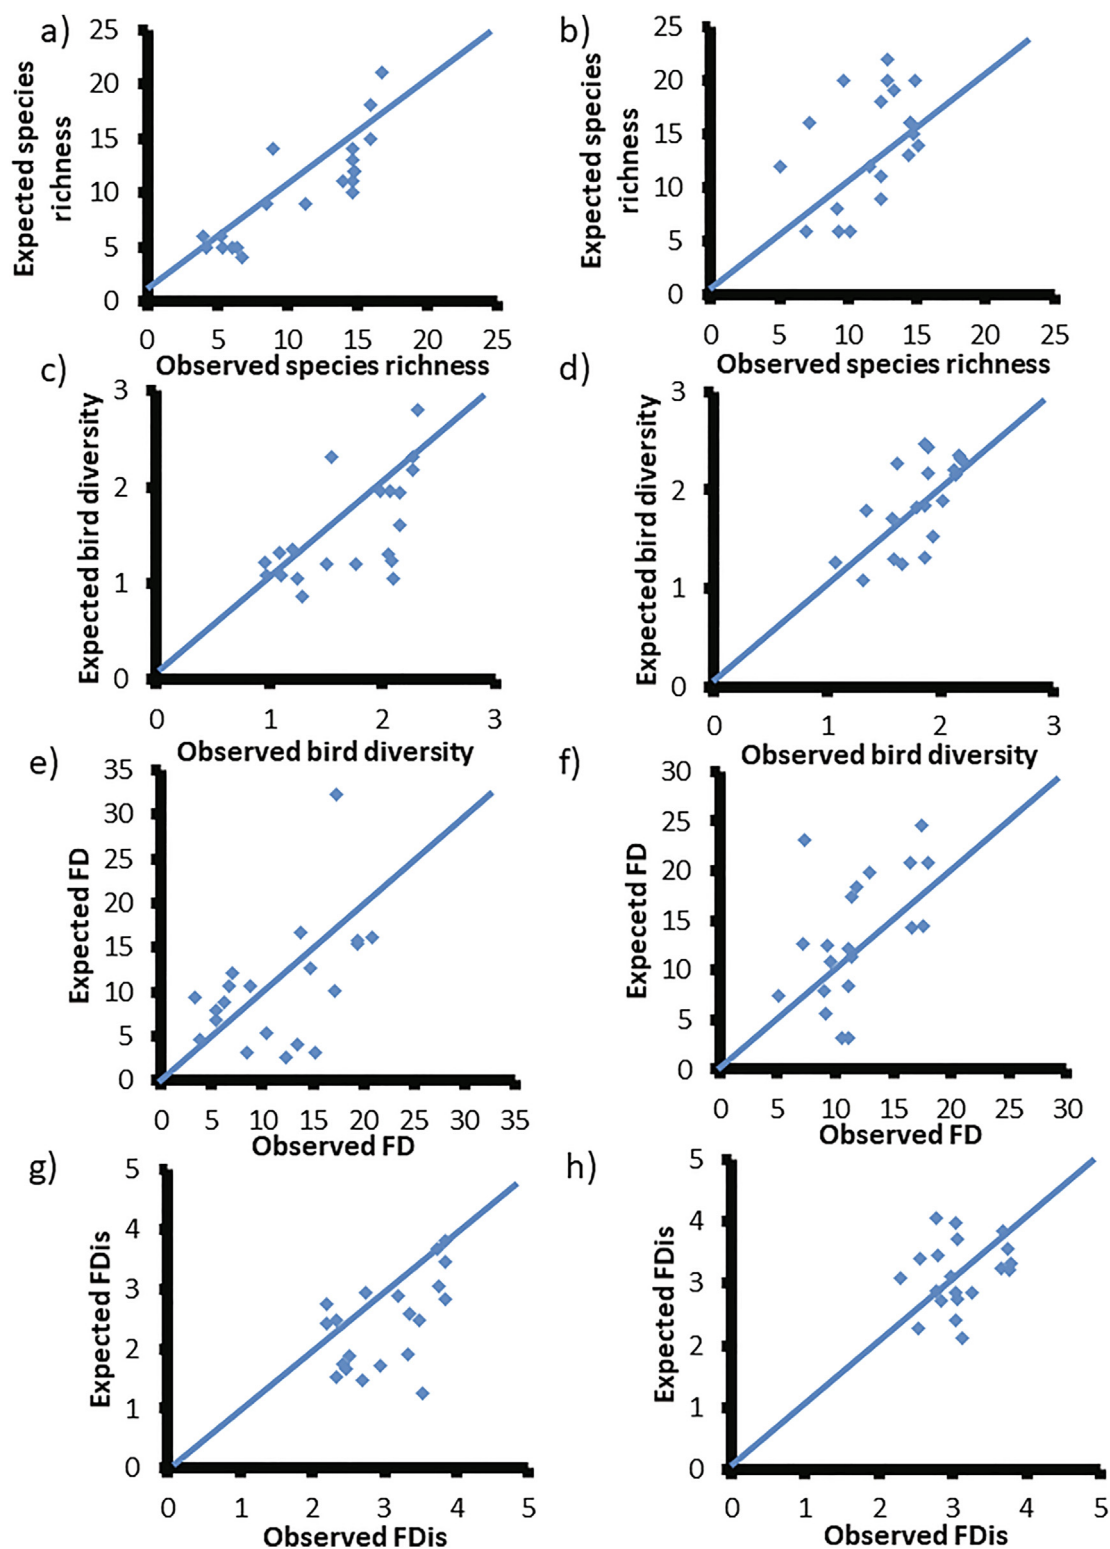 a)
25
20
15
10
5
0
Expected species
richness
0 5 10 15 20 25
Observed species richness
b)
25
20
15
10
5
0
Expected species
richness
0 5 10 15 20 25
Observed species richness
c)
3
2
1
0
Expected bird diversity
0 1 2 3
Observed bird diversity
d)
3
2
1
0
Expected bird diversity
0 1 2 3
Observed bird diversity
e)
35
30
25
20
15
10
5
0
Expected FD
0 5 10 15 20 25 30 35
Observed FD
f)
30
25
20
15
10
5
0
Expecetd FD
0 5 10 15 20 25 30
Observed FD
g)
5
4
3
2
1
0
Expected FDis
0 1 2 3 4 5
Observed FDis
h)
5
4
3
2
1
0
Expected FDis
0 1 2 3 4 5
Observed FDis